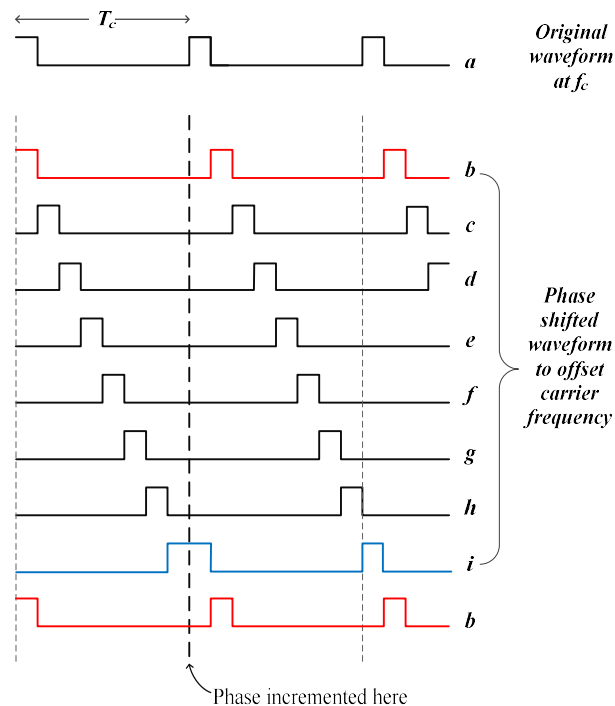 T_c
a
Original
waveform
at f_c
b
c
d
e
f
g
h
i
b
Phase
shifted
waveform
to offset
carrier
frequency
Phase incremented here